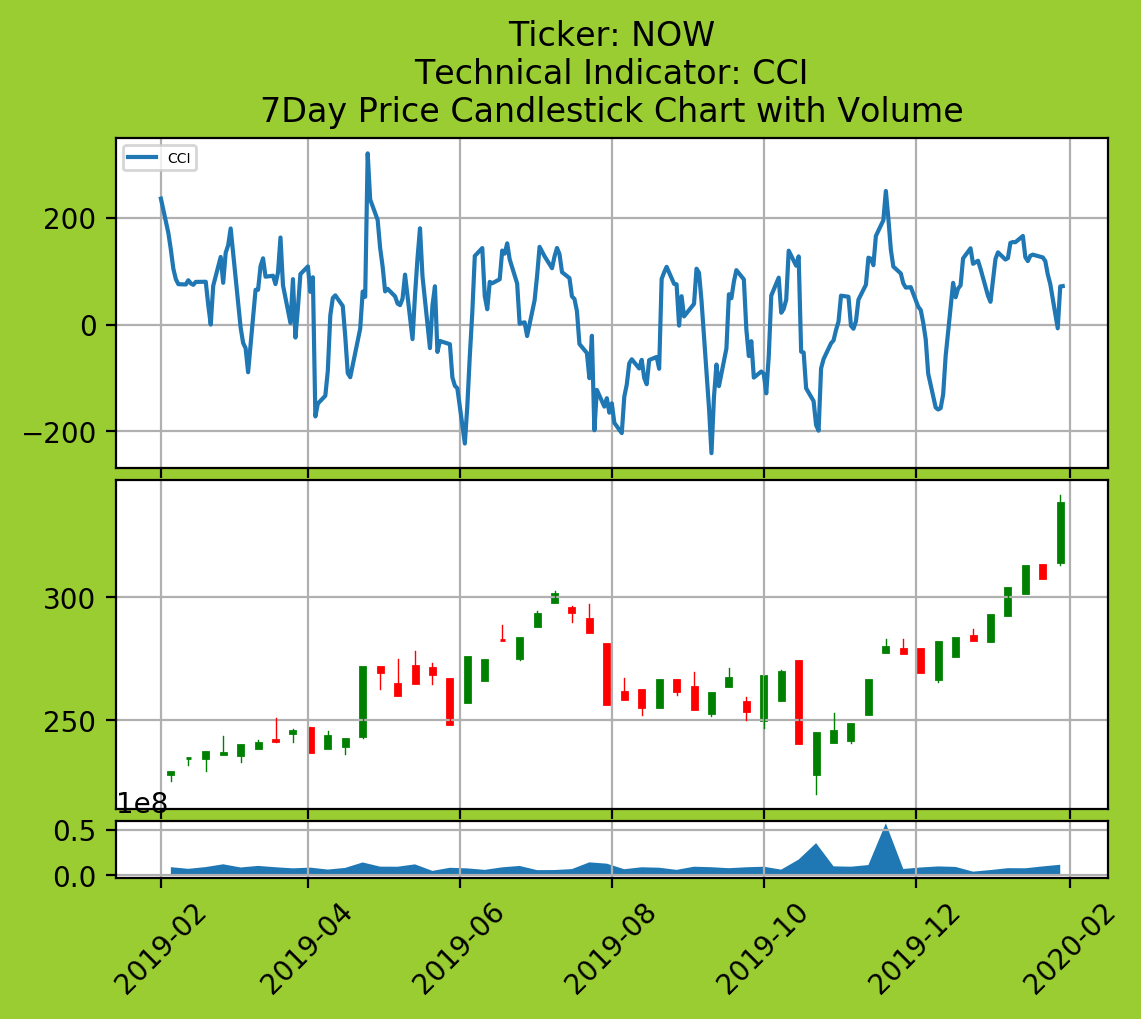 Ticker: NOW
Technical Indicator: CCI
7Day Price Candlestick Chart with Volume
CCI
200
0
−200
300
250
1e8
0.5
0.0
2019-02
2019-04
2019-06
2019-08
2019-10
2019-12
2020-02